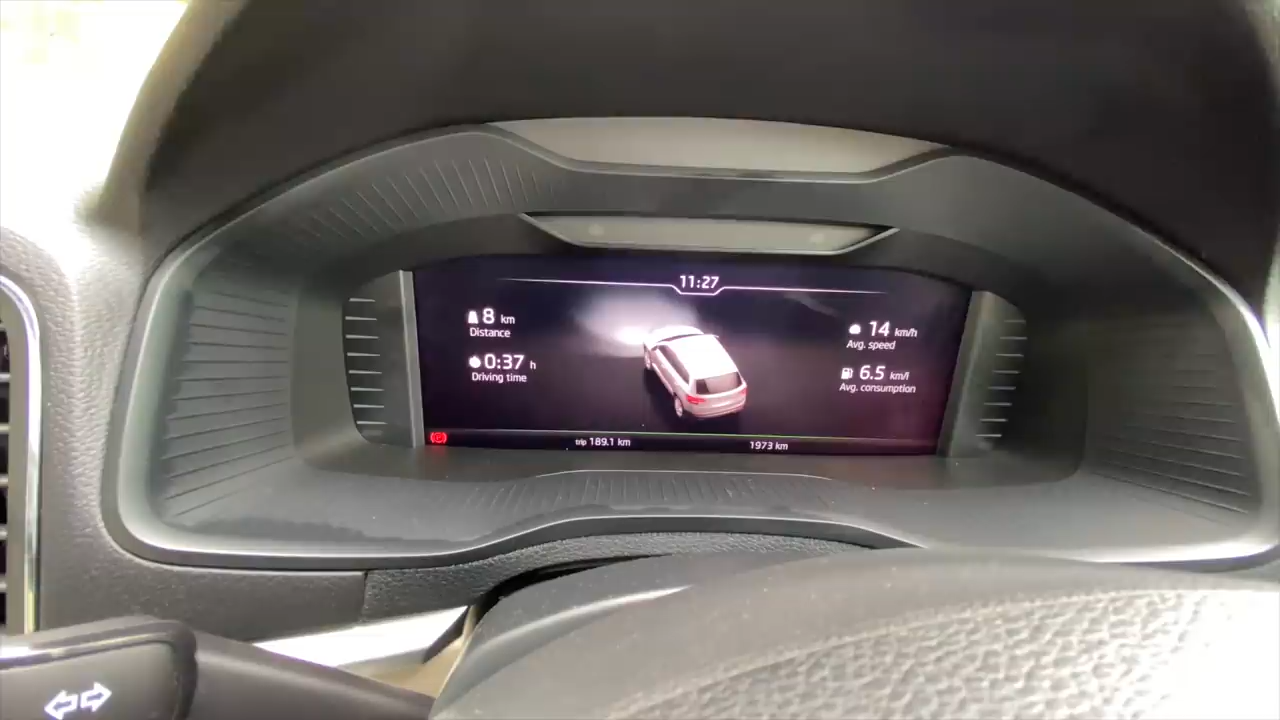 11:27
8 km
Distance
0:37 h
Driving time
14 km/h
Avg. speed
6.5 km/l
Avg. consumption
trip 189.1 km
1973 km